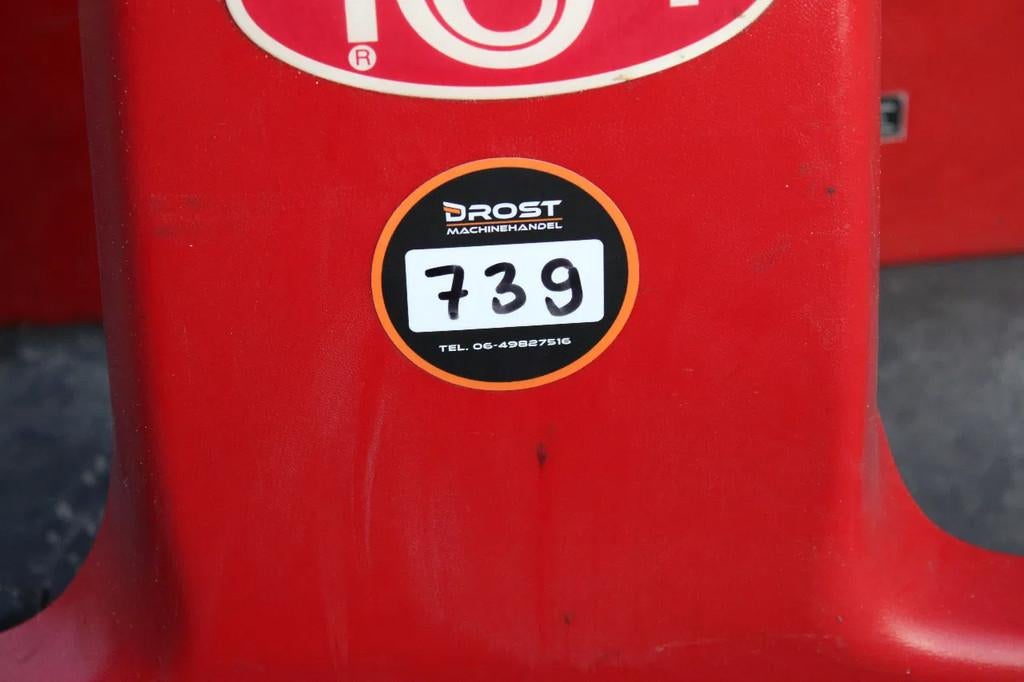 ®
DROST
MACHINEHANDEL
739
TEL. 06-49827516